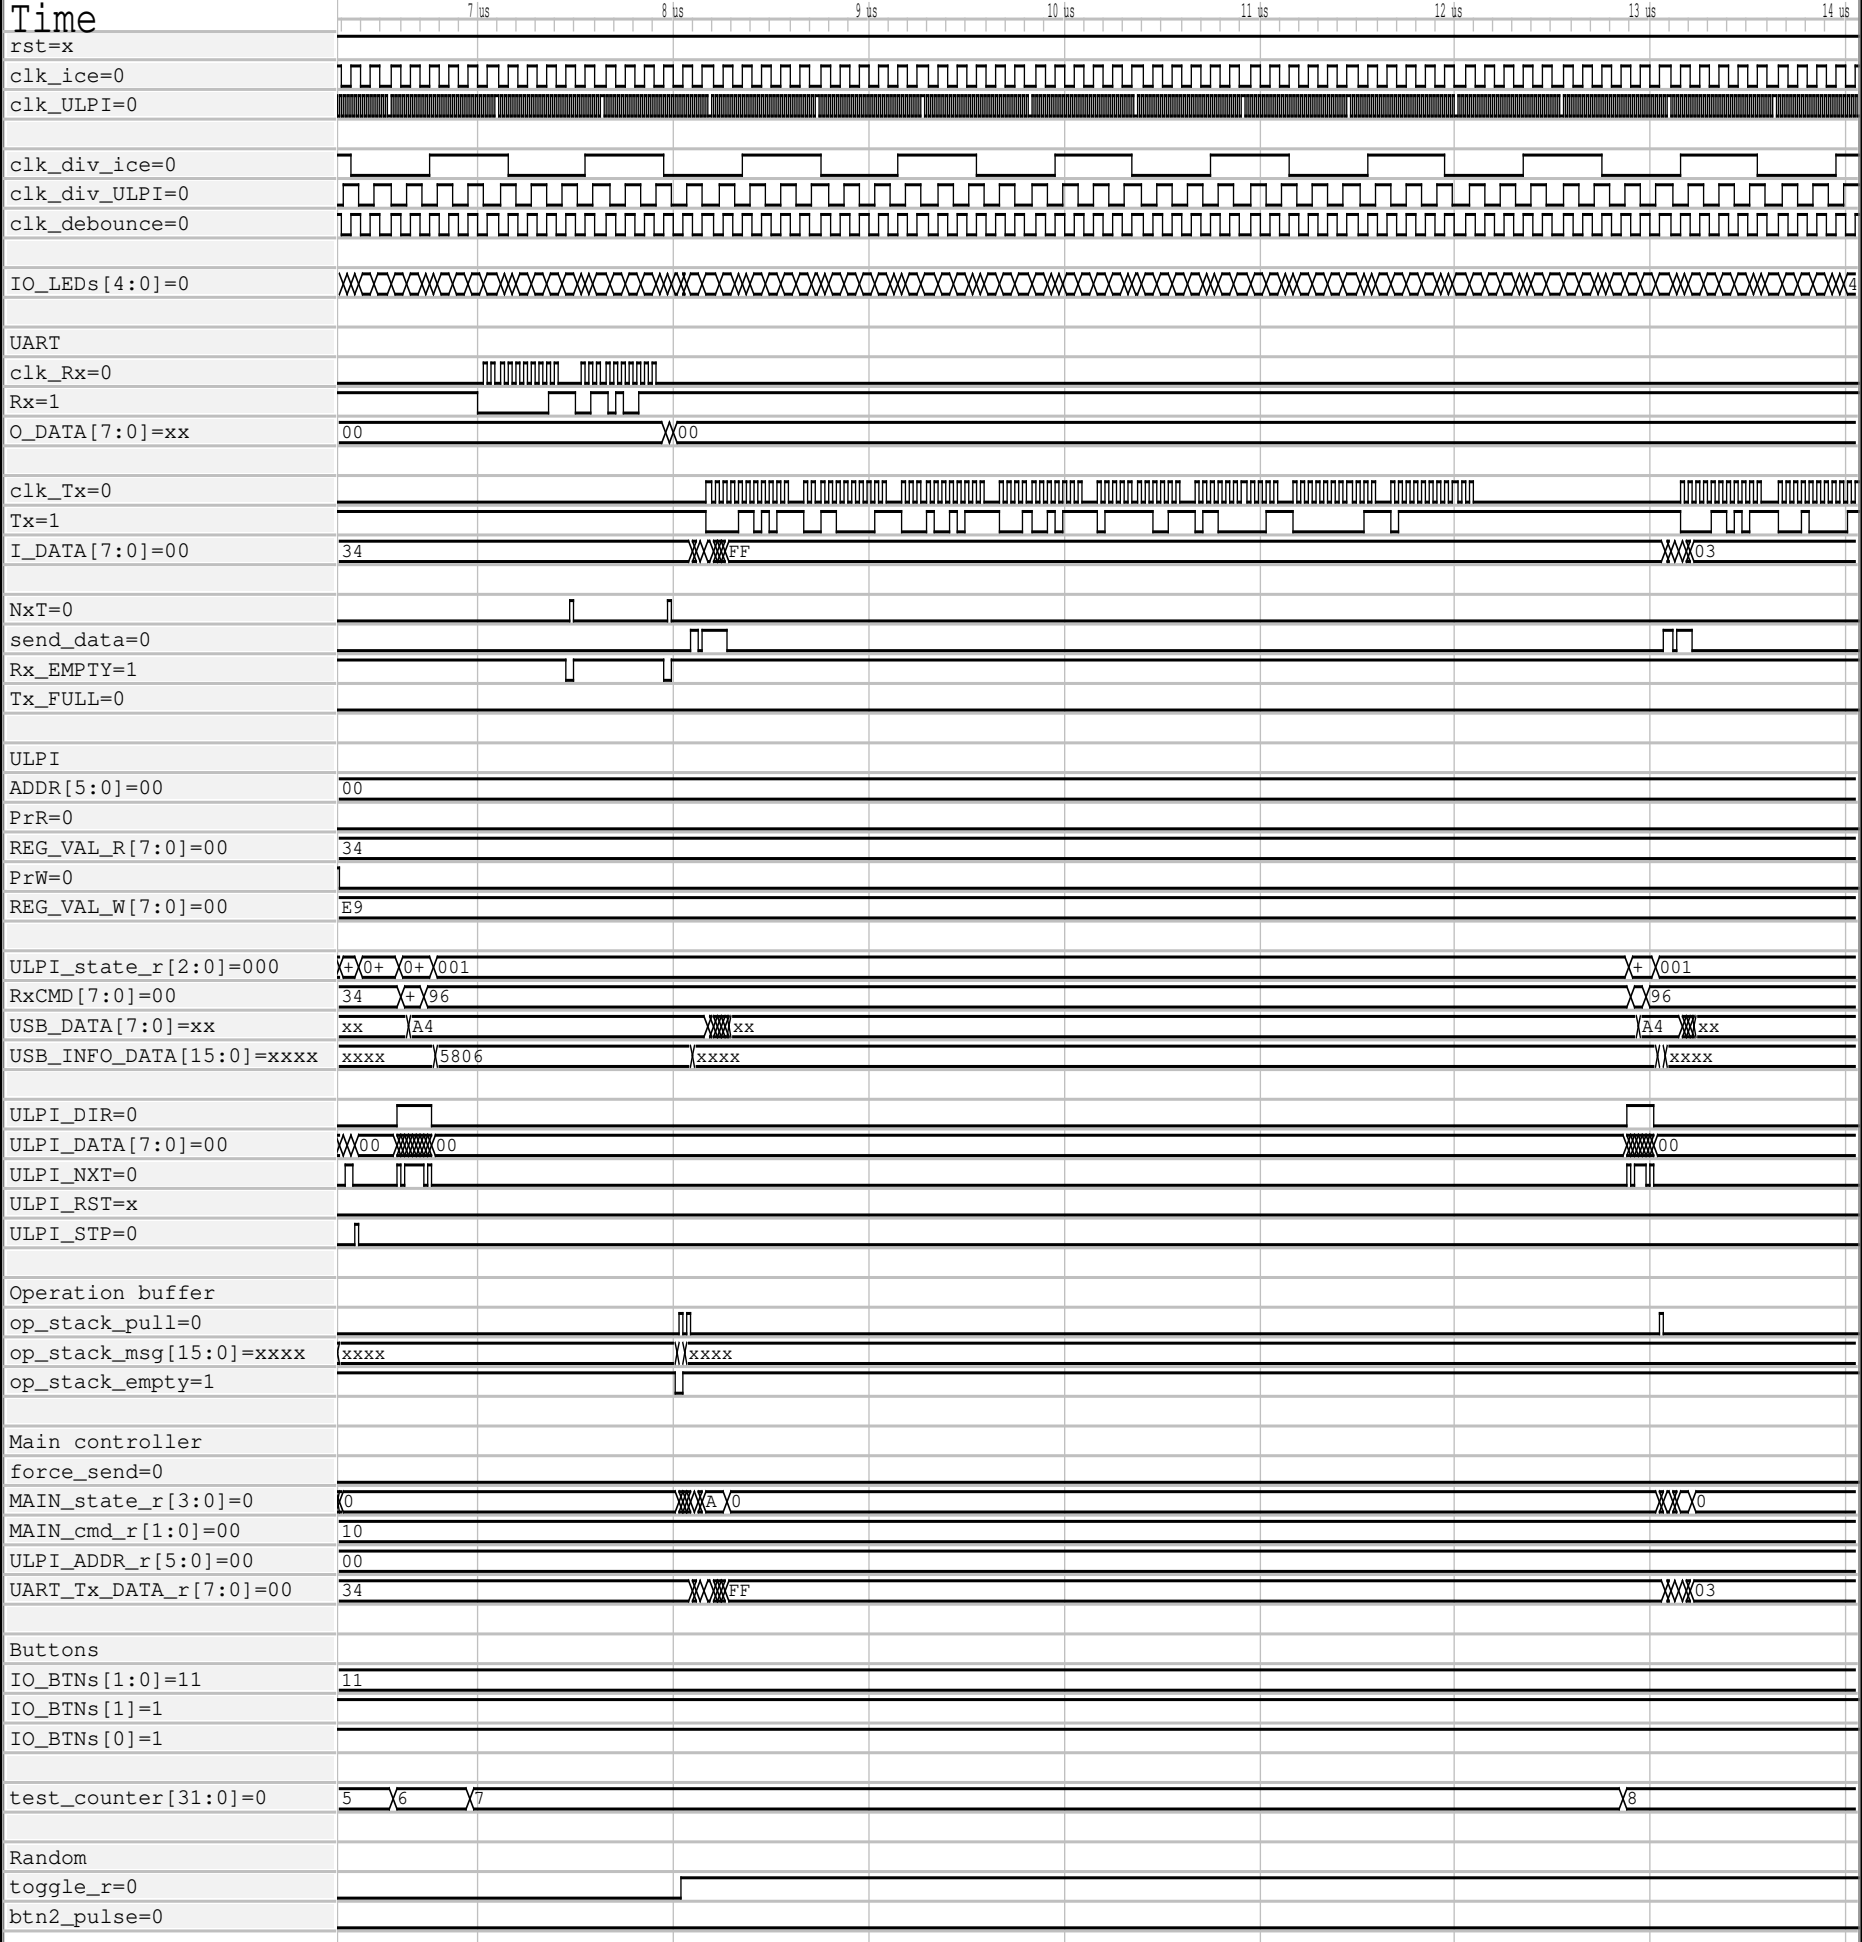 Time 7 us 8 us 9 us 10 us 11 us 12 us 13 us 14 us
rst=x
clk_ice=0
clk_ULPI=0
clk_div_ice=0
clk_div_ULPI=0
clk_debounce=0
IO_LEDs[4:0]=0 4
UART
clk_Rx=0
Rx=1
O_DATA[7:0]=xx 00 00
clk_Tx=0
Tx=1
I_DATA[7:0]=00 34 FF 03
NxT=0
send_data=0
Rx_EMPTY=1
Tx_FULL=0
ULPI
ADDR[5:0]=00 00
PrR=0
REG_VAL_R[7:0]=00 34
PrW=0
REG_VAL_W[7:0]=00 E9
ULPI_state_r[2:0]=000 + 0+ 0+ 001 + 001
RxCMD[7:0]=00 34 + 96 96
USB_DATA[7:0]=xx xx A4 xx A4 xx
USB_INFO_DATA[15:0]=xxxx xxxx 5806 xxxx xxxx
ULPI_DIR=0
ULPI_DATA[7:0]=00 00 00 00
ULPI_NXT=0
ULPI_RST=x
ULPI_STP=0
Operation buffer
op_stack_pull=0
op_stack_msg[15:0]=xxxx xxxx xxxx
op_stack_empty=1
Main controller
force_send=0
MAIN_state_r[3:0]=0 0 A 0 0
MAIN_cmd_r[1:0]=00 10
ULPI_ADDR_r[5:0]=00 00
UART_Tx_DATA_r[7:0]=00 34 FF 03
Buttons
IO_BTNs[1:0]=11 11
IO_BTNs[1]=1
IO_BTNs[0]=1
test_counter[31:0]=0 5 6 7 8
Random
toggle_r=0
btn2_pulse=0